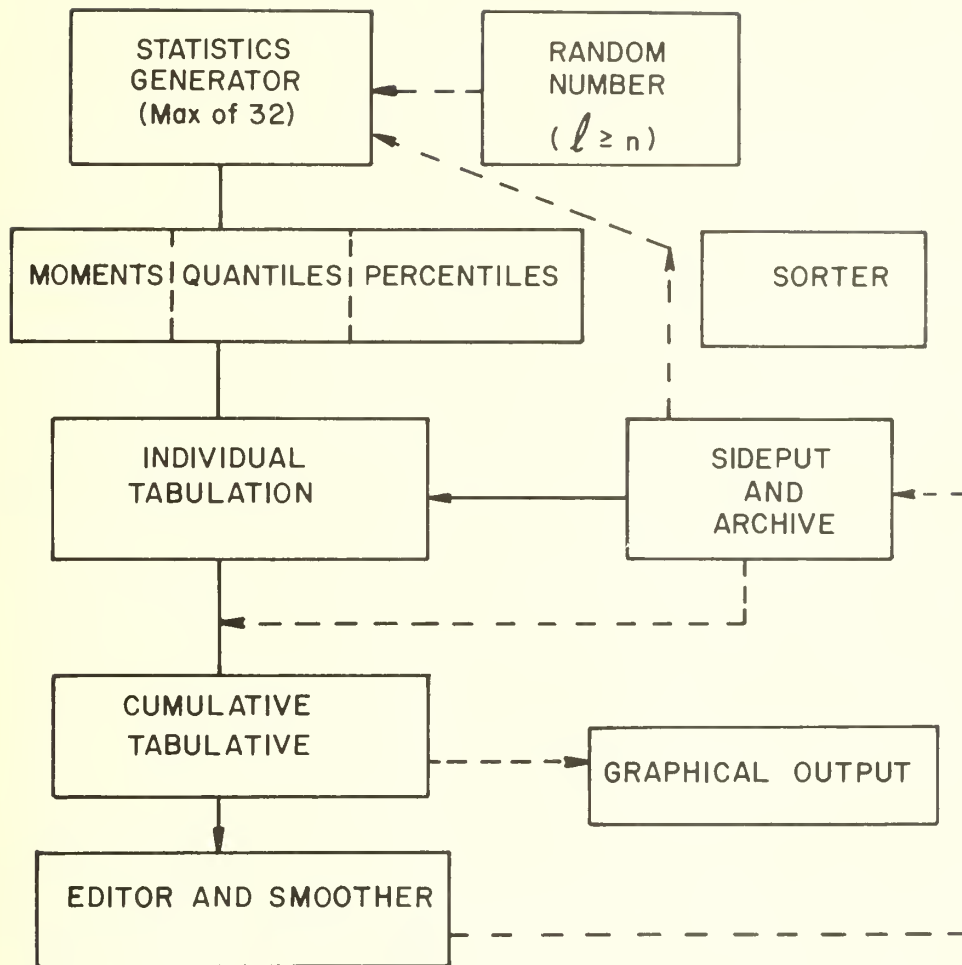 STATISTICS
GENERATOR
(Max of 32)
RANDOM
NUMBER
(ℓ ≥ n)
MOMENTS
QUANTILES
PERCENTILES
SORTER
INDIVIDUAL
TABULATION
SIDEPUT
AND
ARCHIVE
CUMULATIVE
TABULATIVE
GRAPHICAL OUTPUT
EDITOR AND SMOOTHER